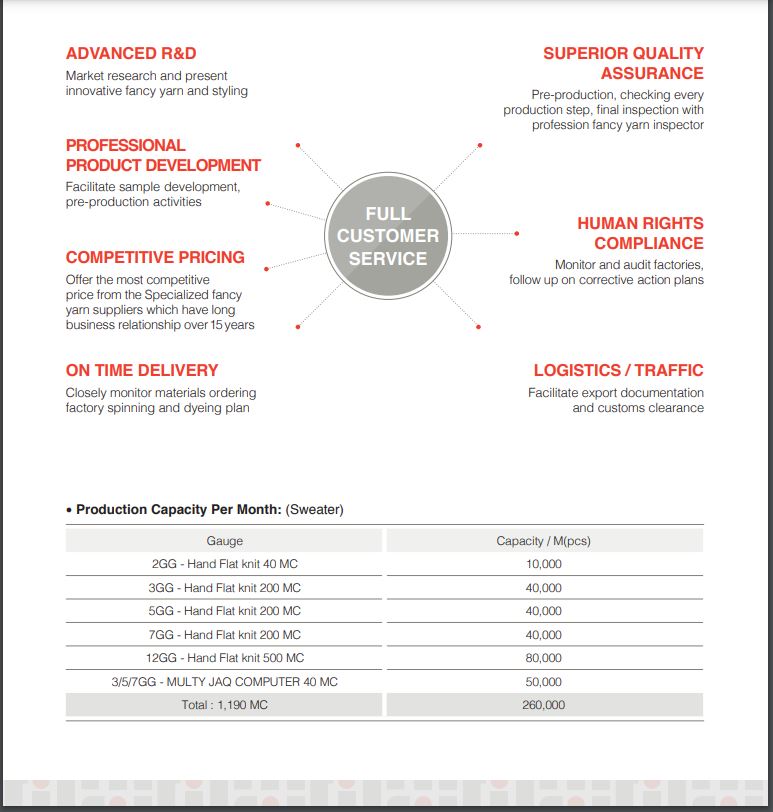 ADVANCED R&D
Market research and present
innovative fancy yarn and styling
PROFESSIONAL
PRODUCT DEVELOPMENT
Facilitate sample development,
pre-production activities
COMPETITIVE PRICING
Offer the most competitive
price from the Specialized fancy
yarn suppliers which have long
business relationship over 15 years
ON TIME DELIVERY
Closely monitor materials ordering
factory spinning and dyeing plan
FULL
CUSTOMER
SERVICE
SUPERIOR QUALITY
ASSURANCE
Pre-production, checking every
production step, final inspection with
profession fancy yarn inspector
HUMAN RIGHTS
COMPLIANCE
Monitor and audit factories,
follow up on corrective action plans
LOGISTICS / TRAFFIC
Facilitate export documentation
and customs clearance
• Production Capacity Per Month: (Sweater)
Gauge Capacity / M(pcs)
2GG - Hand Flat knit 40 MC 10,000
3GG - Hand Flat knit 200 MC 40,000
5GG - Hand Flat knit 200 MC 40,000
7GG - Hand Flat knit 200 MC 40,000
12GG - Hand Flat knit 500 MC 80,000
3/5/7GG - MULTY JAQ COMPUTER 40 MC 50,000
Total : 1,190 MC 260,000